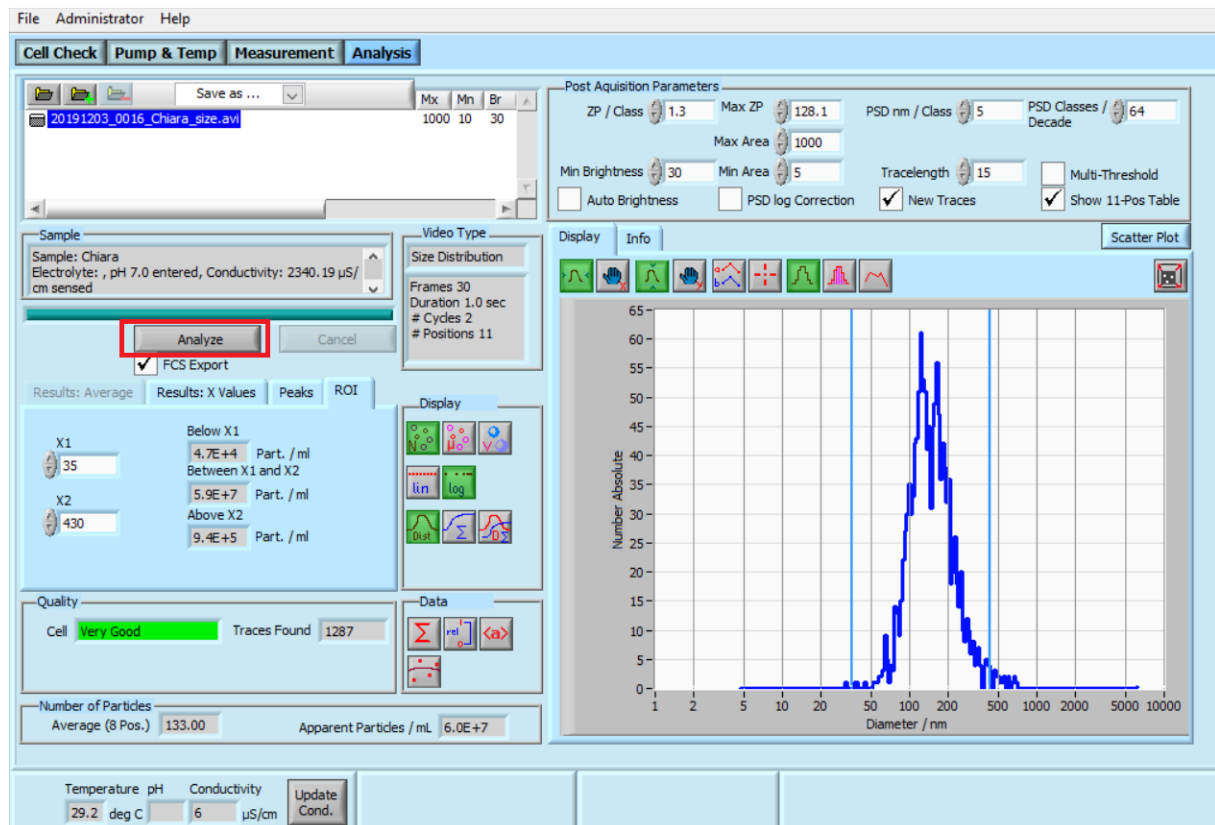 File Administrator Help
Cell Check Pump & Temp Measurement Analysis
Save as ...
Mx Mn Br
20191203_0016_Chiara_size.avi 1000 10 30
Post Aquisition Parameters
ZP / Class 1.3 Max ZP 128.1 PSD nm / Class 5 PSD Classes / Decade 64
Max Area 1000
Min Brightness 30 Min Area 5 Tracelength 15 Multi-Threshold
Auto Brightness PSD log Correction New Traces Show 11-Pos Table
Sample
Sample: Chiara
Electrolyte: , pH 7.0 entered, Conductivity: 2340.19 µS/
cm sensed
Video Type
Size Distribution
Frames 30
Duration 1.0 sec
# Cycles 2
# Positions 11
Analyze Cancel
FCS Export
Results: Average Results: X Values Peaks ROI
X1
35
X2
430
Below X1
4.7E+4 Part. / ml
Between X1 and X2
5.9E+7 Part. / ml
Above X2
9.4E+5 Part. / ml
Display
N µ V
lin log
Dist Σ D Σ
Quality
Cell Very Good Traces Found 1287
Data
Σ rel <a>
Number of Particles
Average (8 Pos.) 133.00 Apparent Particles / mL 6.0E+7
Display Info Scatter Plot
65
60
55
50
45
40
35
30
25
20
15
10
5
0
Number Absolute
1 2 5 10 20 50 100 200 500 1000 2000 5000 10000
Diameter / nm
Temperature pH Conductivity
29.2 deg C 6 µS/cm
Update
Cond.